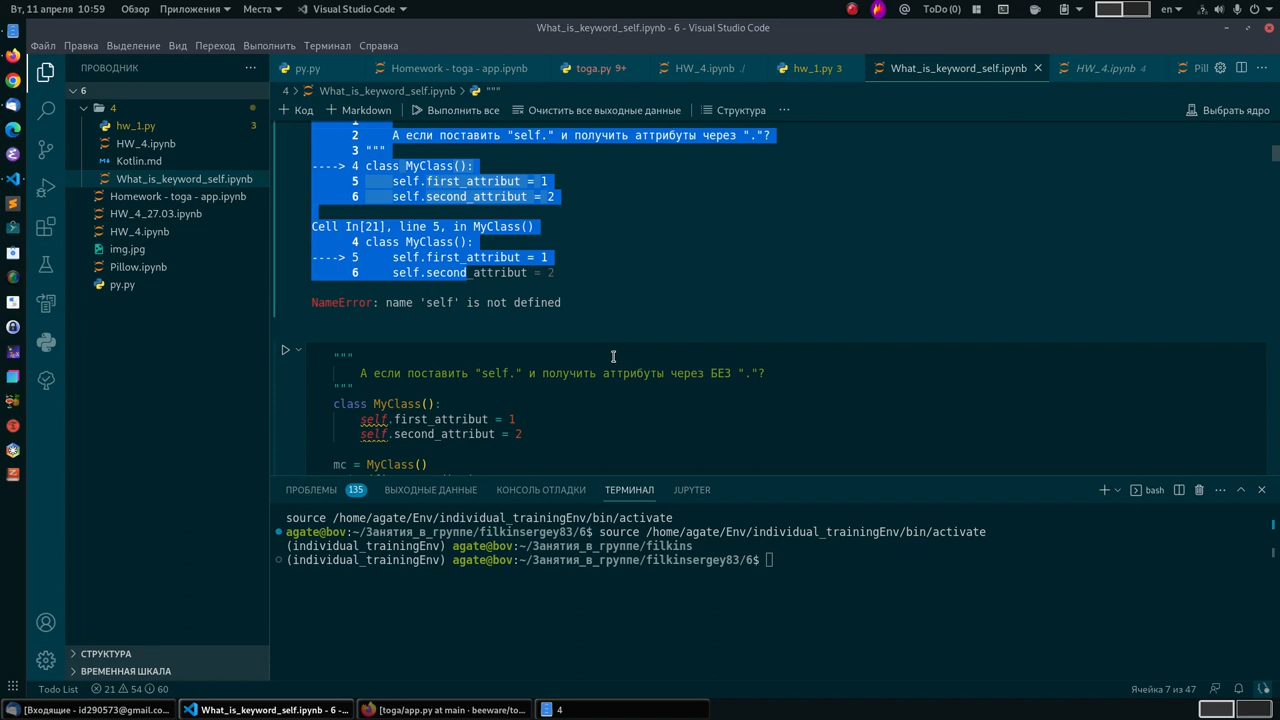 Вт, 11 апреля 10:59 Обзор Приложения Места Visual Studio Code ToDo (0) en
What_is_keyword_self.ipynb - 6 - Visual Studio Code
Файл Правка Выделение Вид Переход Выполнить Терминал Справка
ПРОВОДНИК
py.py Homework - toga - app.ipynb toga.py 9+ HW_4.ipynb ./ hw_1.py 3 What_is_keyword_self.ipynb HW_4.ipynb 4 Pill
6
4 > What_is_keyword_self.ipynb > """
4
Код Markdown Выполнить все Очистить все выходные данные Структура Выбрать ядро
hw_1.py 3
HW_4.ipynb
Kotlin.md
What_is_keyword_self.ipynb
Homework - toga - app.ipynb
HW_4_27.03.ipynb
HW_4.ipynb
img.jpg
Pillow.ipynb
py.py
1
2 А если поставить "self." и получить аттрибуты через "."?
3 """
----> 4 class MyClass():
5 self.first_attribut = 1
6 self.second_attribut = 2
Cell In[21], line 5, in MyClass()
4 class MyClass():
----> 5 self.first_attribut = 1
6 self.second_attribut = 2
NameError: name 'self' is not defined
"""
А если поставить "self." и получить аттрибуты через БЕЗ "."?
"""
class MyClass():
self.first_attribut = 1
self.second_attribut = 2
mc = MyClass()
ПРОБЛЕМЫ 135 ВЫХОДНЫЕ ДАННЫЕ КОНСОЛЬ ОТЛАДКИ ТЕРМИНАЛ JUPYTER bash
source /home/agate/Env/individual_trainingEnv/bin/activate
agate@bov:~/Занятия_в_группе/filkinsergey83/6$ source /home/agate/Env/individual_trainingEnv/bin/activate
(individual_trainingEnv) agate@bov:~/Занятия_в_группе/filkins
(individual_trainingEnv) agate@bov:~/Занятия_в_группе/filkinsergey83/6$
СТРУКТУРА
ВРЕМЕННАЯ ШКАЛА
Todo List 21 54 60 Ячейка 7 из 47
[Входящие - id290573@gmail.co... What_is_keyword_self.ipynb - 6 -... [toga/app.py at main · beeware/to... 4